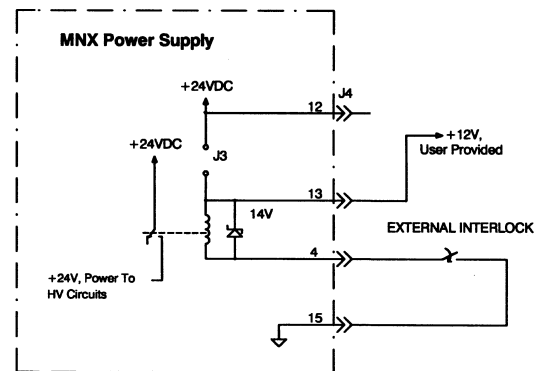 MNX Power Supply
+24VDC
12
J4
+24VDC
J3
+12V,
User Provided
13
14V
EXTERNAL INTERLOCK
4
+24V, Power To
HV Circuits
15